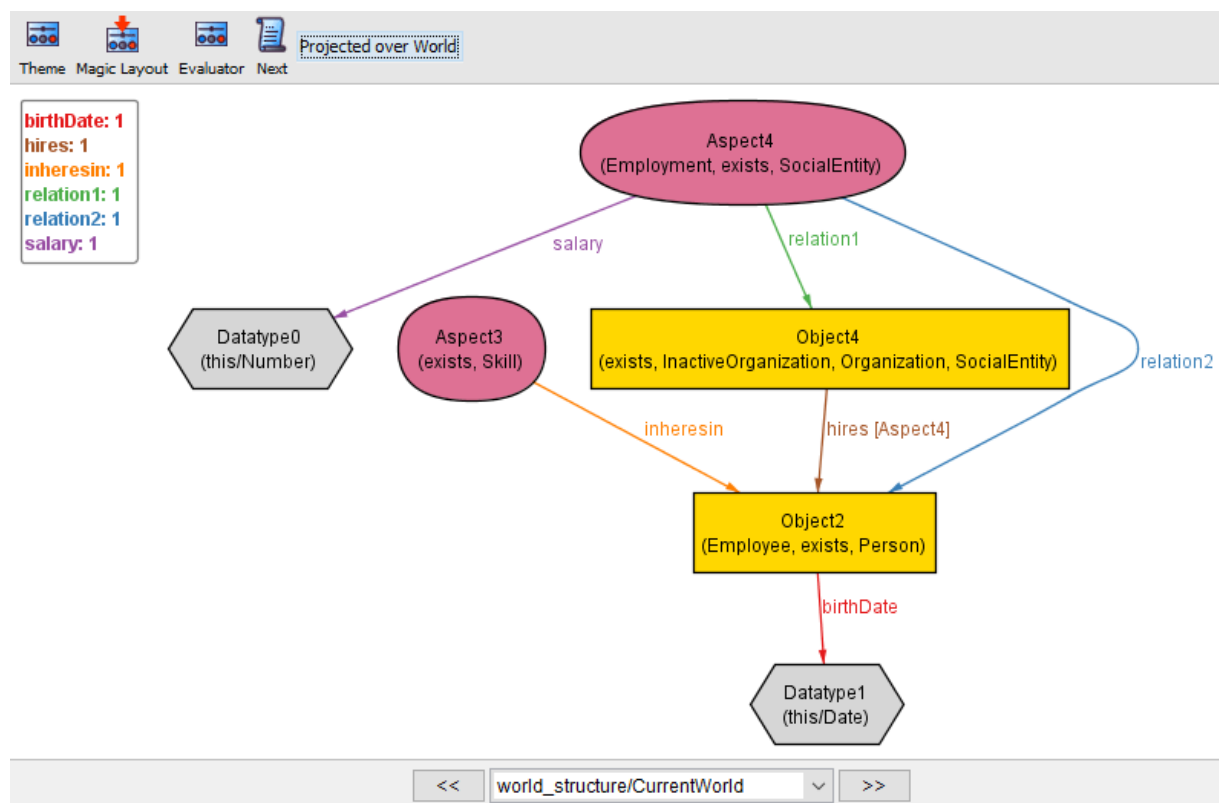 Projected over World
Theme Magic Layout Evaluator Next
birthDate: 1
hires: 1
inheresin: 1
relation1: 1
relation2: 1
salary: 1
Aspect4
(Employment, exists, SocialEntity)
salary
relation1
Datatype0
(this/Number)
Aspect3
(exists, Skill)
Object4
(exists, InactiveOrganization, Organization, SocialEntity)
relation2
inheresin
hires [Aspect4]
Object2
(Employee, exists, Person)
birthDate
Datatype1
(this/Date)
<< world_structure/CurrentWorld >>